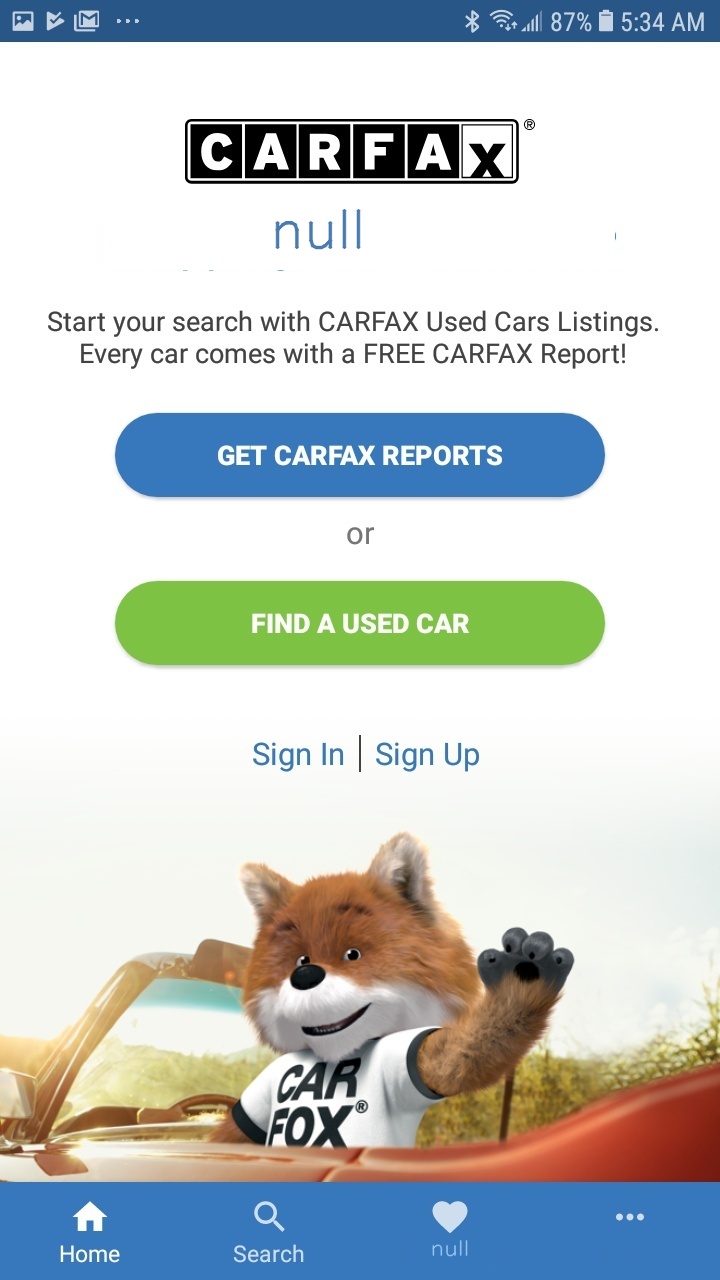 87% 5:34 AM
CARFAX®
null
Start your search with CARFAX Used Cars Listings.
Every car comes with a FREE CARFAX Report!
GET CARFAX REPORTS
or
FIND A USED CAR
Sign In | Sign Up
CAR
FOX®
Home
Search
null